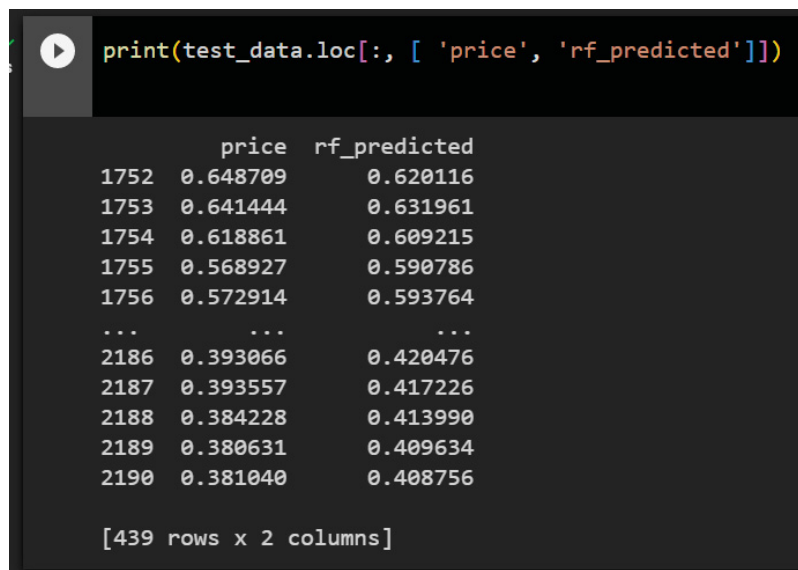 print(test_data.loc[:, [ 'price', 'rf_predicted']])
price rf_predicted
1752 0.648709 0.620116
1753 0.641444 0.631961
1754 0.618861 0.609215
1755 0.568927 0.590786
1756 0.572914 0.593764
... ... ...
2186 0.393066 0.420476
2187 0.393557 0.417226
2188 0.384228 0.413990
2189 0.380631 0.409634
2190 0.381040 0.408756
[439 rows x 2 columns]